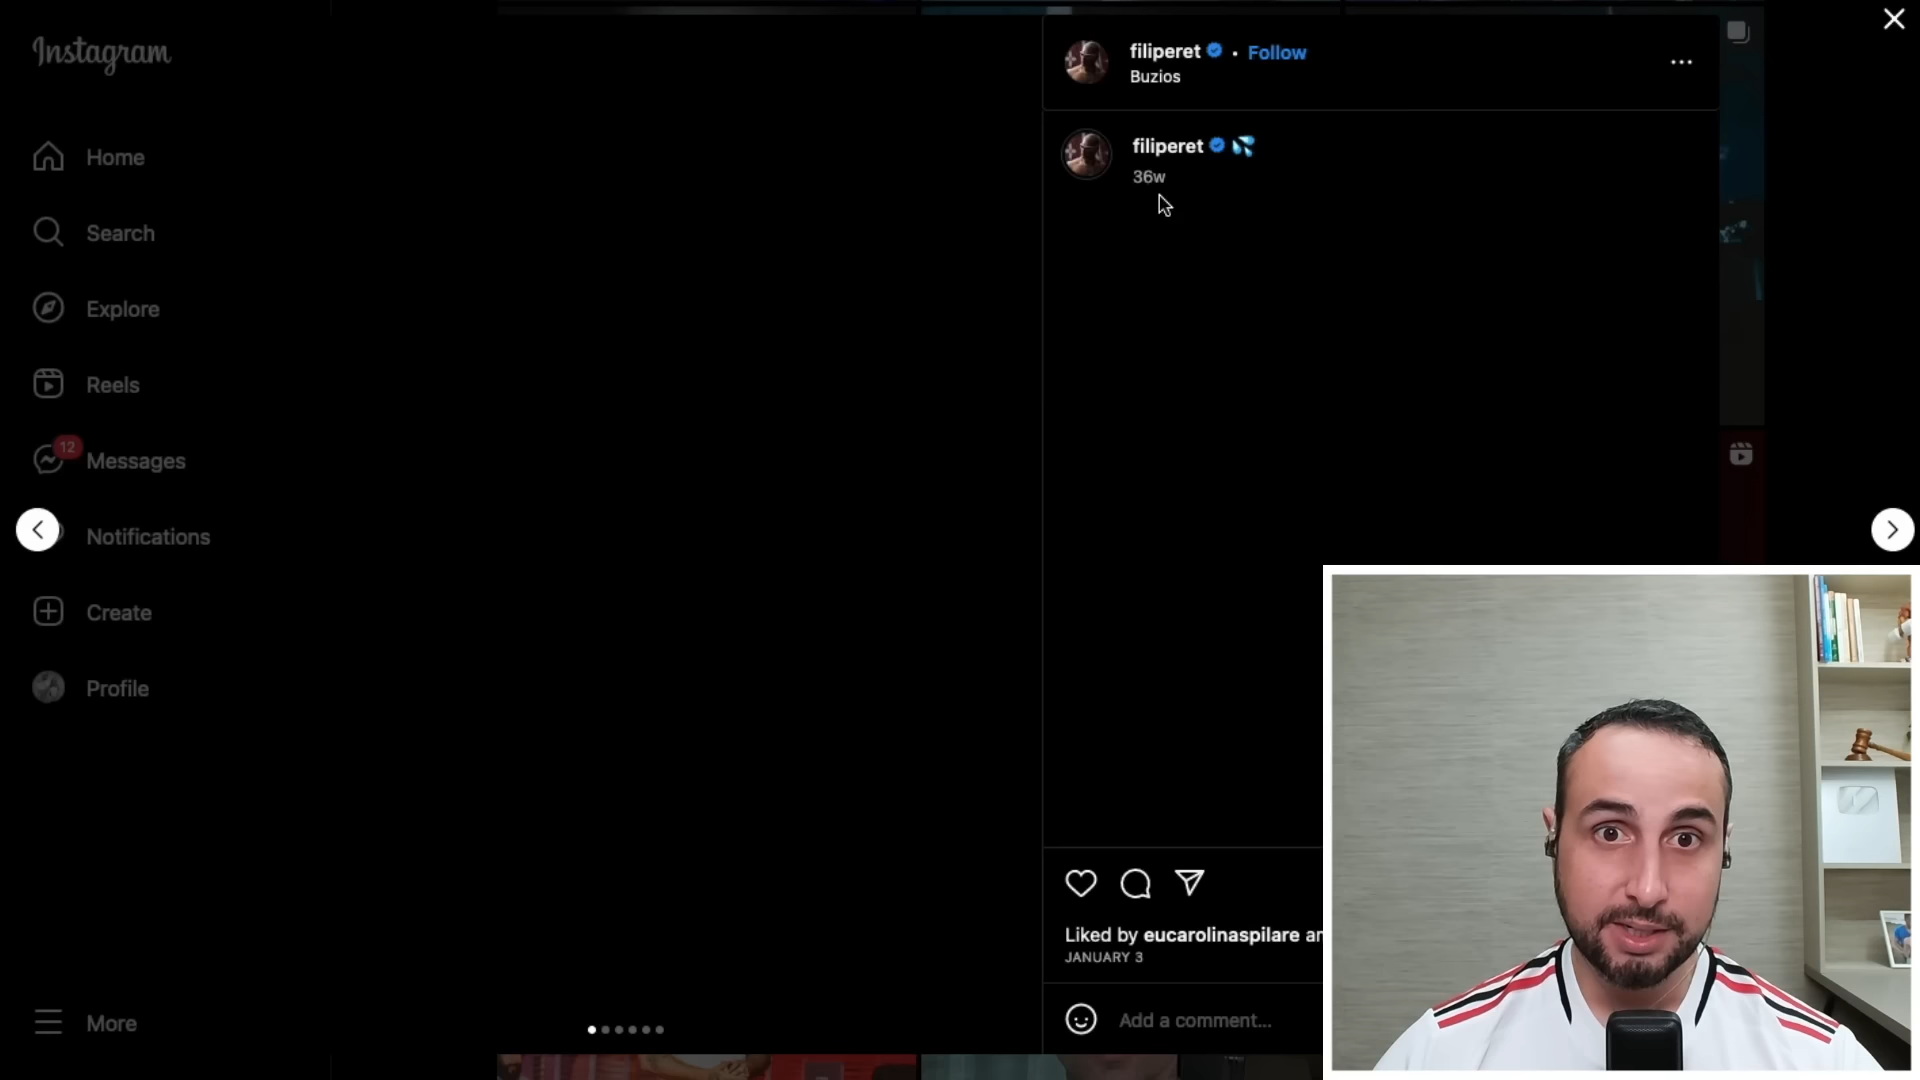 Instagram
Home
Search
Explore
Reels
12
Messages
Notifications
Create
Profile
More
filiperet • Follow
Buzios
filiperet 💦
36w
Liked by eucarolinaspilare an
JANUARY 3
Add a comment...